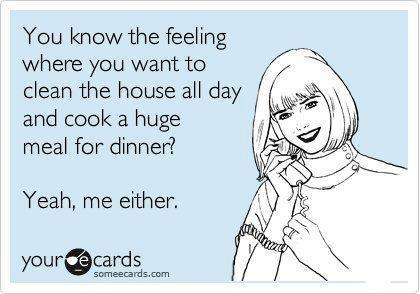 You know the feeling
where you want to
clean the house all day
and cook a huge
meal for dinner?
Yeah, me either.
your e cards
someecards.com